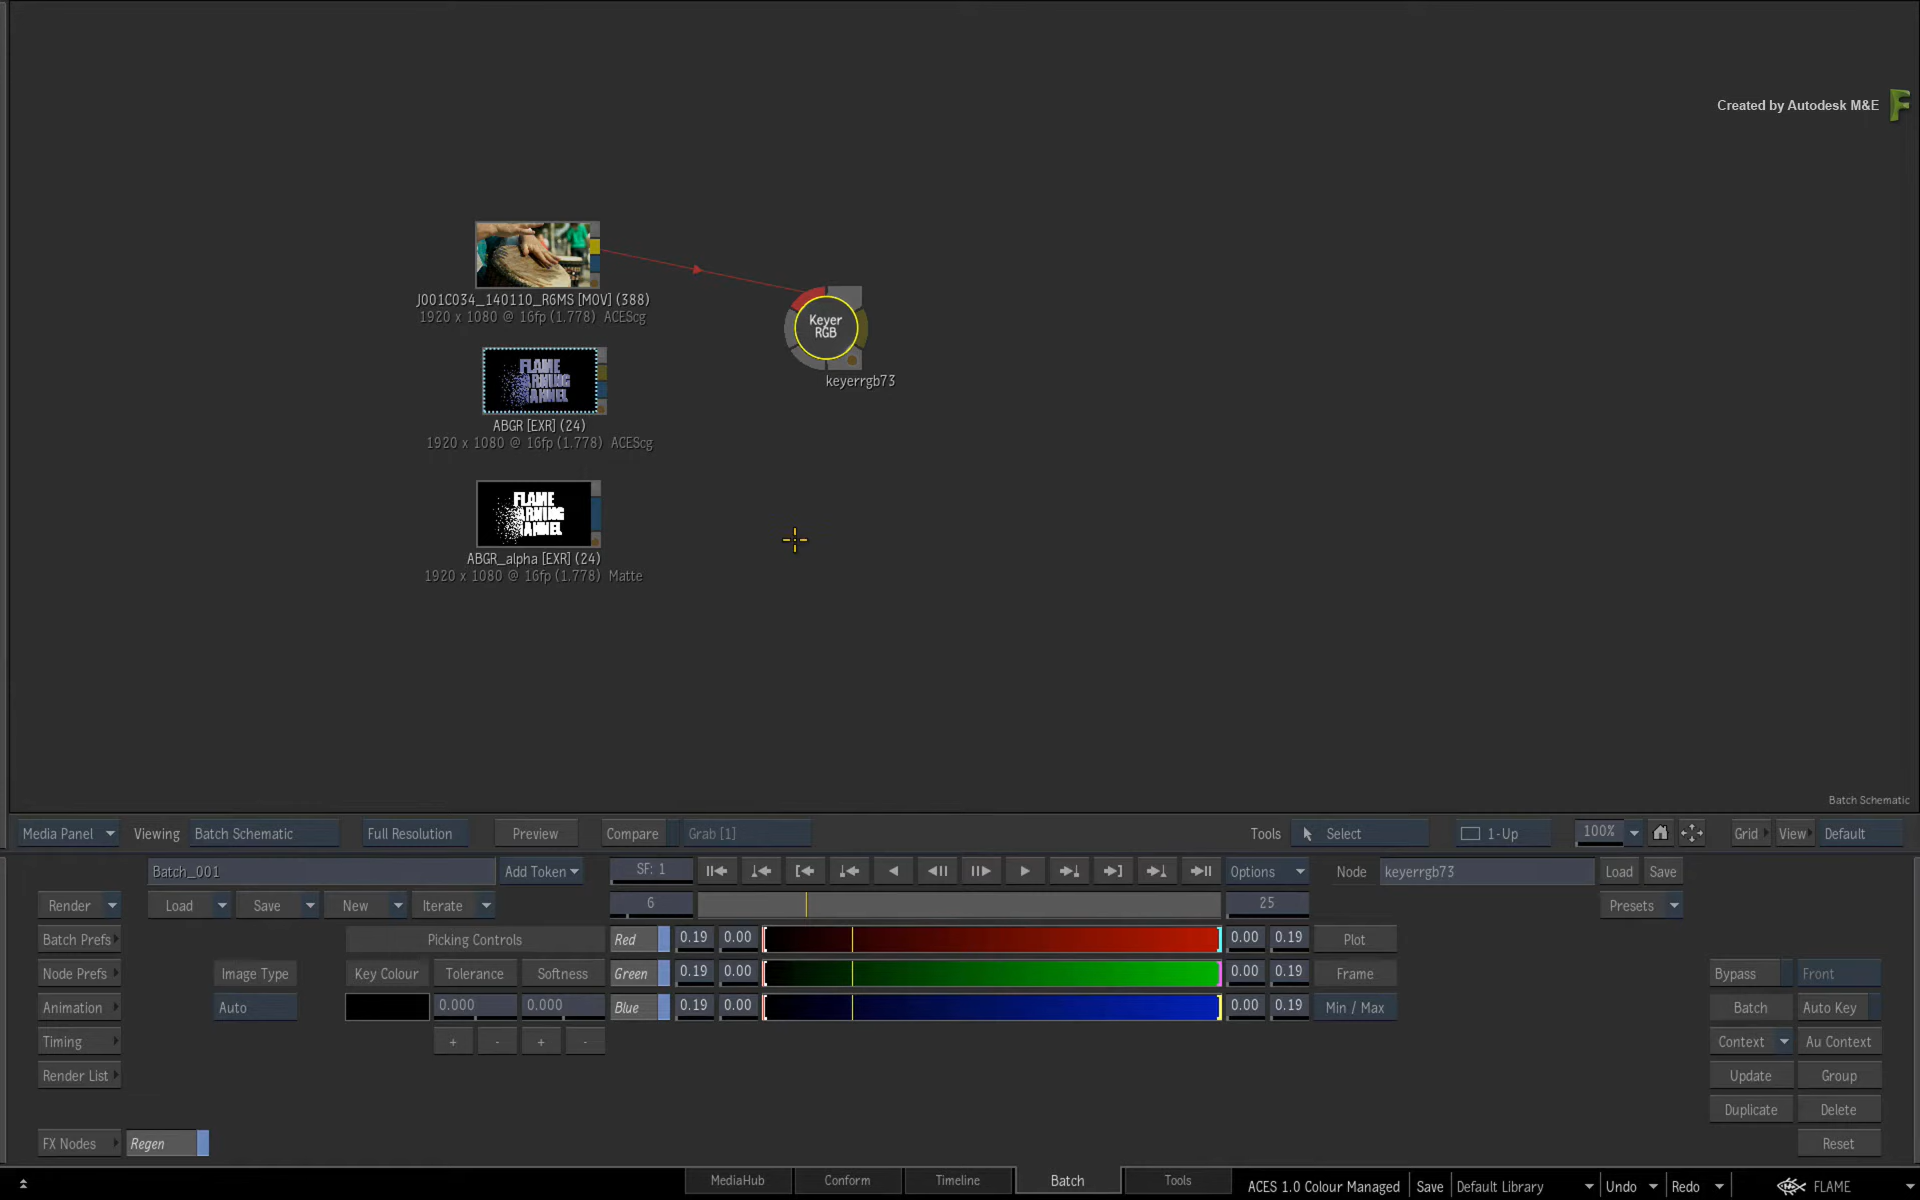 Created by Autodesk M&E
J001C034_140110_R6MS [MOV] (388)
1920 x 1080 @ 16fp (1.778) ACEScg
Keyer
RGB
keyerrgb73
FLAME
ARNING
HANNEL
ABGR [EXR] (24)
1920 x 1080 @ 16fp (1.778) ACEScg
FLAME
ARNING
HANNEL
ABGR_alpha [EXR] (24)
1920 x 1080 @ 16fp (1.778) Matte
Batch Schematic
Media Panel Viewing Batch Schematic Full Resolution Preview Compare Grab [1] Tools Select 1-Up 100% Grid View Default
Batch_001 Add Token SF: 1 Options Node keyerrgb73 Load Save
Render Load Save New Iterate 6 25 Presets
Batch Prefs Picking Controls Red 0.19 0.00 0.00 0.19 Plot
Node Prefs Image Type Key Colour Tolerance Softness Green 0.19 0.00 0.00 0.19 Frame Bypass Front
Animation Auto 0.000 0.000 Blue 0.19 0.00 0.00 0.19 Min / Max Batch Auto Key
Timing + - + - Context Au Context
Render List Update Group
Duplicate Delete
FX Nodes Regen Reset
MediaHub Conform Timeline Batch Tools ACES 1.0 Colour Managed Save Default Library Undo Redo FLAME